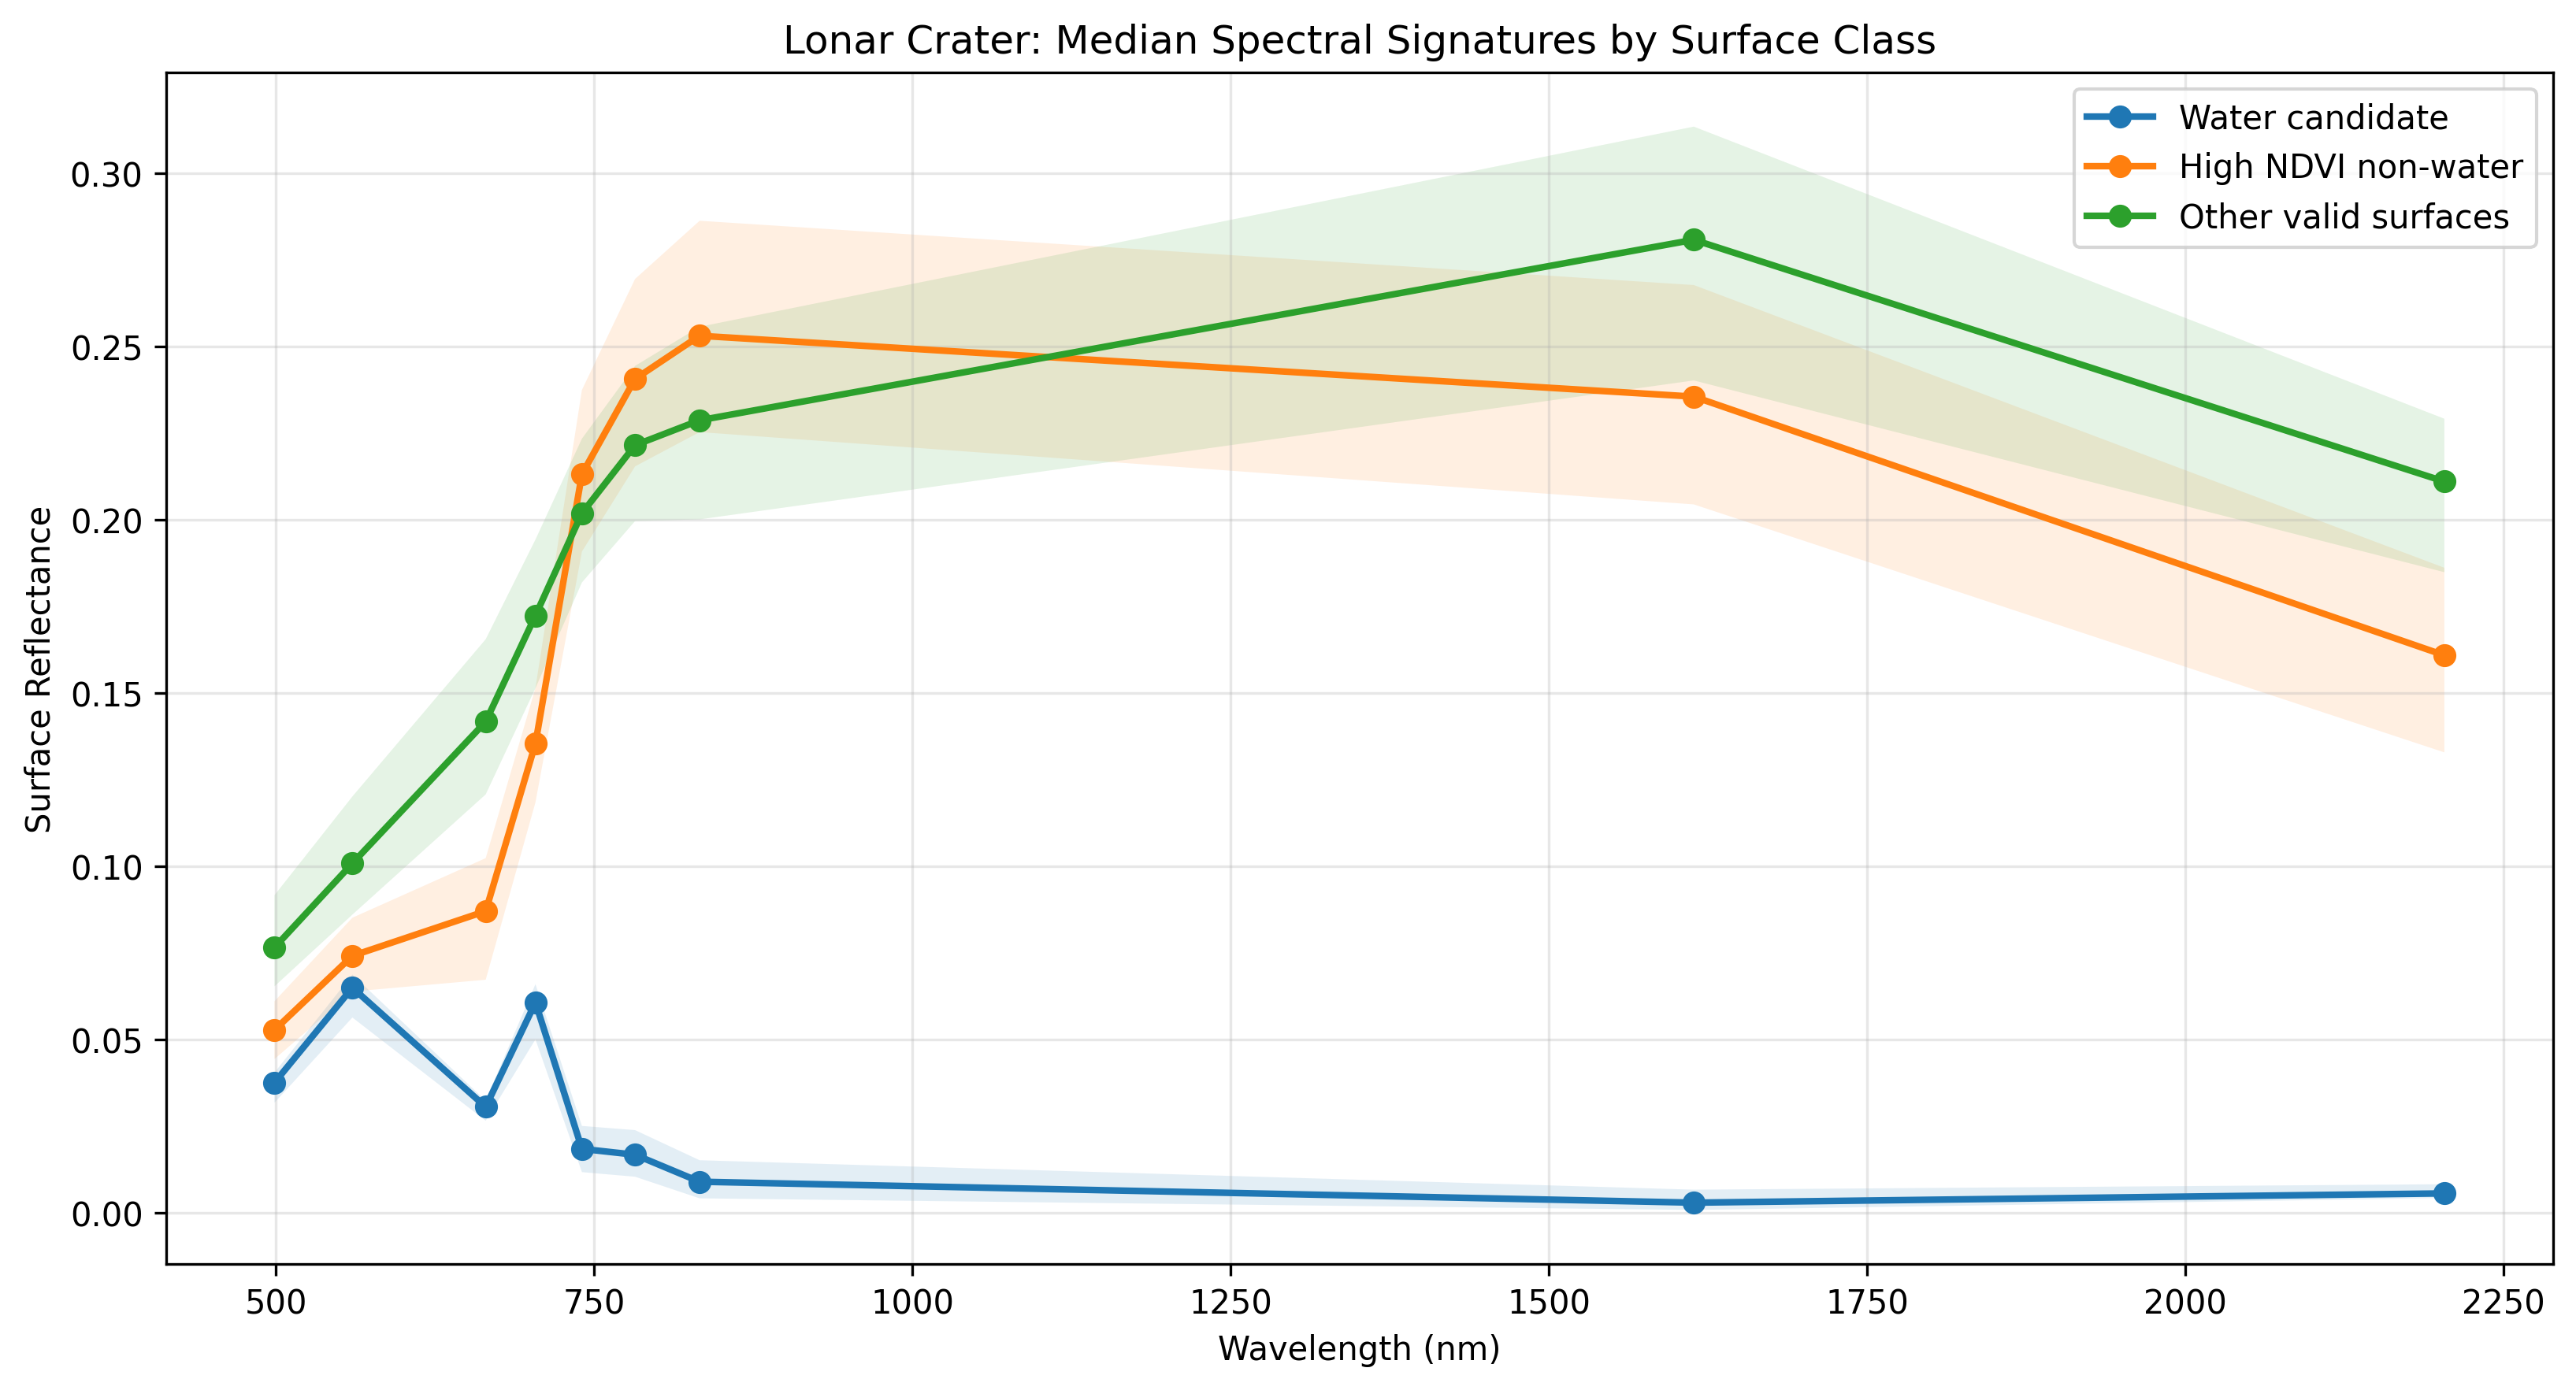 Lonar Crater: Median Spectral Signatures by Surface Class
Water candidate
High NDVI non-water
Other valid surfaces
Surface Reflectance
0.30
0.25
0.20
0.15
0.10
0.05
0.00
500 750 1000 1250 1500 1750 2000 2250
Wavelength (nm)